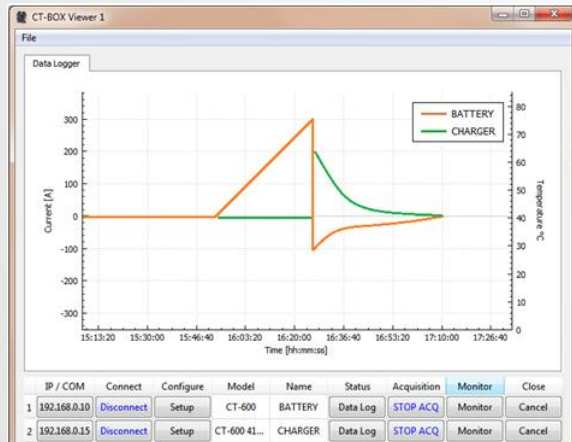 CT-BOX Viewer 1
File
Data Logger
BATTERY
CHARGER
300
200
100
0
-100
-200
-300
Current [A]
80
70
60
50
40
30
20
10
0
Temperature °C
15:13:20 15:30:00 15:46:40 16:03:20 16:20:00 16:36:40 16:53:20 17:10:00 17:26:40
Time [hh:mm:ss]
IP / COM Connect Configure Model Name Status Acquisition Monitor Close
1 192.168.0.10 Disconnect Setup CT-600 BATTERY Data Log STOP ACQ Monitor Cancel
2 192.168.0.15 Disconnect Setup CT-600 41... CHARGER Data Log STOP ACQ Monitor Cancel